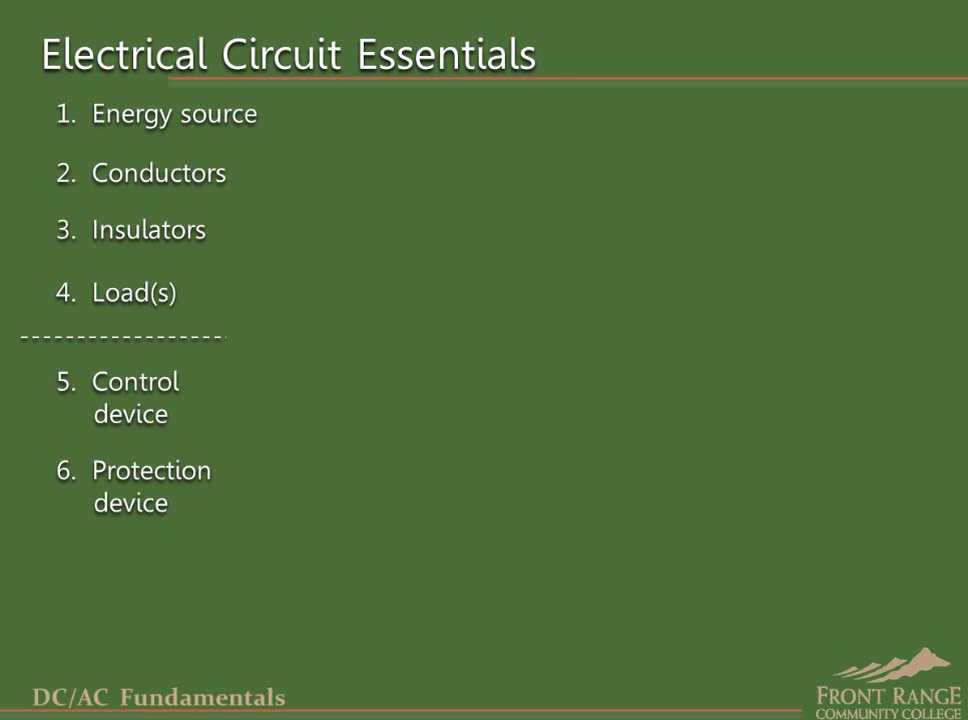 Electrical Circuit Essentials
1. Energy source
2. Conductors
3. Insulators
4. Load(s)
5. Control
device
6. Protection
device
DC/AC Fundamentals
FRONT RANGE
COMMUNITY COLLEGE